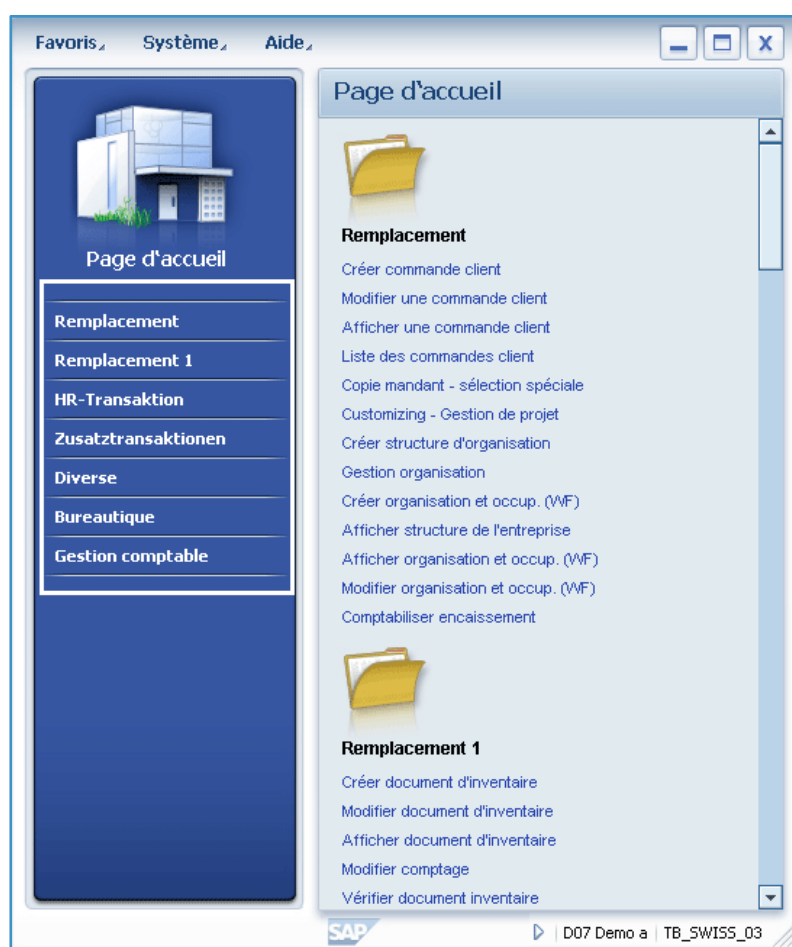 Favoris Système Aide
Page d'accueil
Remplacement
Remplacement 1
HR-Transaktion
Zusatztransaktionen
Diverse
Bureautique
Gestion comptable
Page d'accueil
Remplacement
Créer commande client
Modifier une commande client
Afficher une commande client
Liste des commandes client
Copie mandant - sélection spéciale
Customizing - Gestion de projet
Créer structure d'organisation
Gestion organisation
Créer organisation et occup. (WF)
Afficher structure de l'entreprise
Afficher organisation et occup. (WF)
Modifier organisation et occup. (WF)
Comptabiliser encaissement
Remplacement 1
Créer document d'inventaire
Modifier document d'inventaire
Afficher document d'inventaire
Modifier comptage
Vérifier document inventaire
SAP D07 Demo a TB_SWISS_03